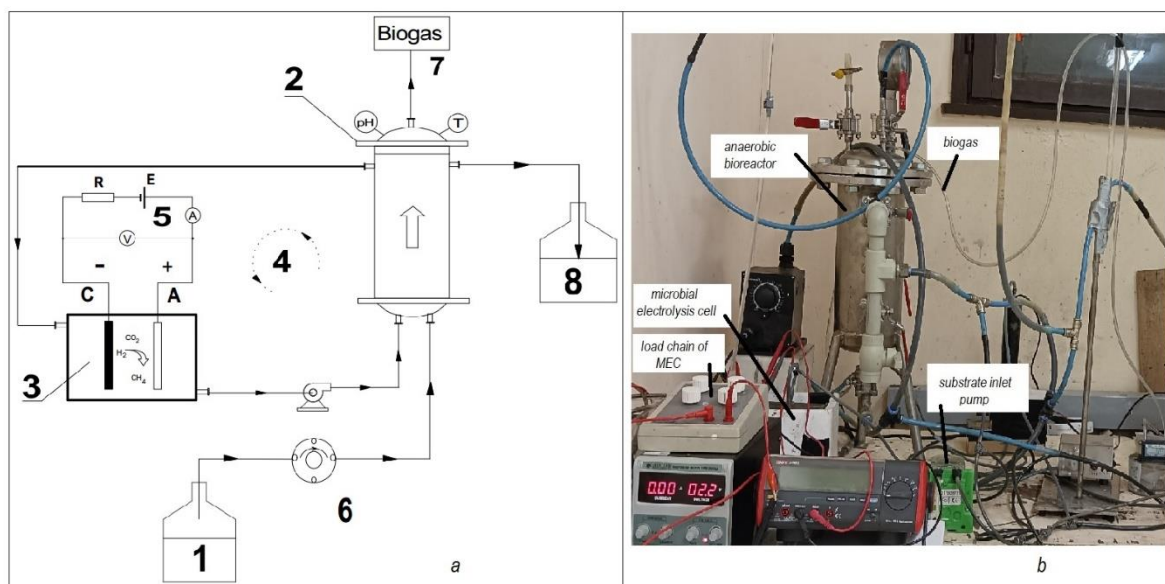 Biogas
7
2
pH
T
R
E
5
A
V
-
+
4
C
A
8
CO2
H2
CH4
3
6
1
a
anaerobic
bioreactor
biogas
microbial
electrolysis cell
load chain of
MEC
substrate inlet
pump
0.00
02.2
b